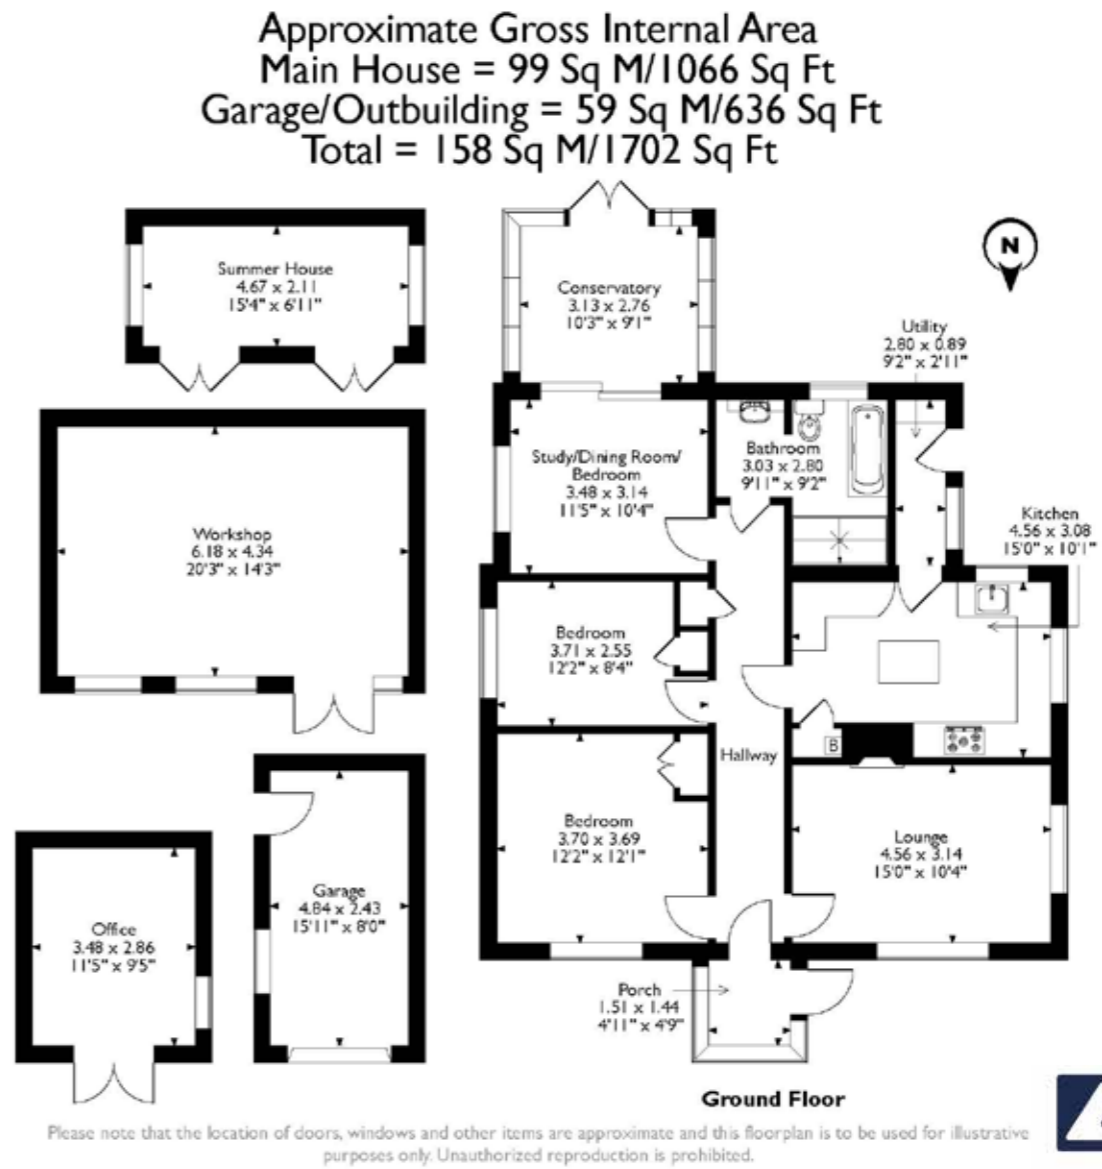 Approximate Gross Internal Area
Main House = 99 Sq M/1066 Sq Ft
Garage/Outbuilding = 59 Sq M/636 Sq Ft
Total = 158 Sq M/1702 Sq Ft
N
Summer House
4.67 x 2.11
15'4" x 6'11"
Conservatory
3.13 x 2.76
10'3" x 9'1"
Utility
2.80 x 0.89
9'2" x 2'11"
Study/Dining Room/
Bedroom
3.48 x 3.14
11'5" x 10'4"
Bathroom
3.03 x 2.80
9'11" x 9'2"
Kitchen
4.56 x 3.08
15'0" x 10'1"
Workshop
6.18 x 4.34
20'3" x 14'3"
Bedroom
3.71 x 2.55
12'2" x 8'4"
B
Hallway
Bedroom
3.70 x 3.69
12'2" x 12'1"
Lounge
4.56 x 3.14
15'0" x 10'4"
Garage
4.84 x 2.43
15'11" x 8'0"
Office
3.48 x 2.86
11'5" x 9'5"
Porch
1.51 x 1.44
4'11" x 4'9"
Ground Floor
Please note that the location of doors, windows and other items are approximate and this floorplan is to be used for illustrative
purposes only. Unauthorized reproduction is prohibited.